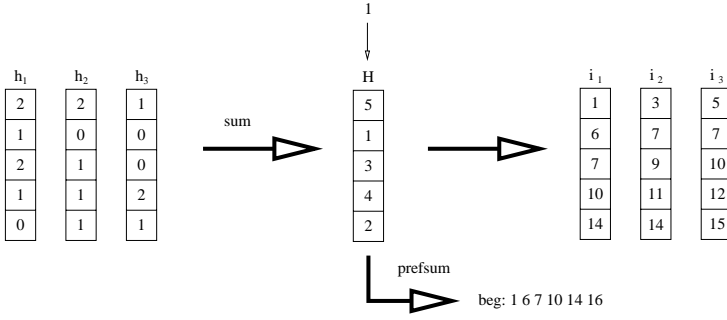 1
h1 h2 h3 H i1 i2 i3
2 2 1 5 1 3 5
sum
1 0 0 1 6 7 7
2 1 0 3 7 9 10
1 1 2 4 10 11 12
0 1 1 2 14 14 15
prefsum
beg: 1 6 7 10 14 16